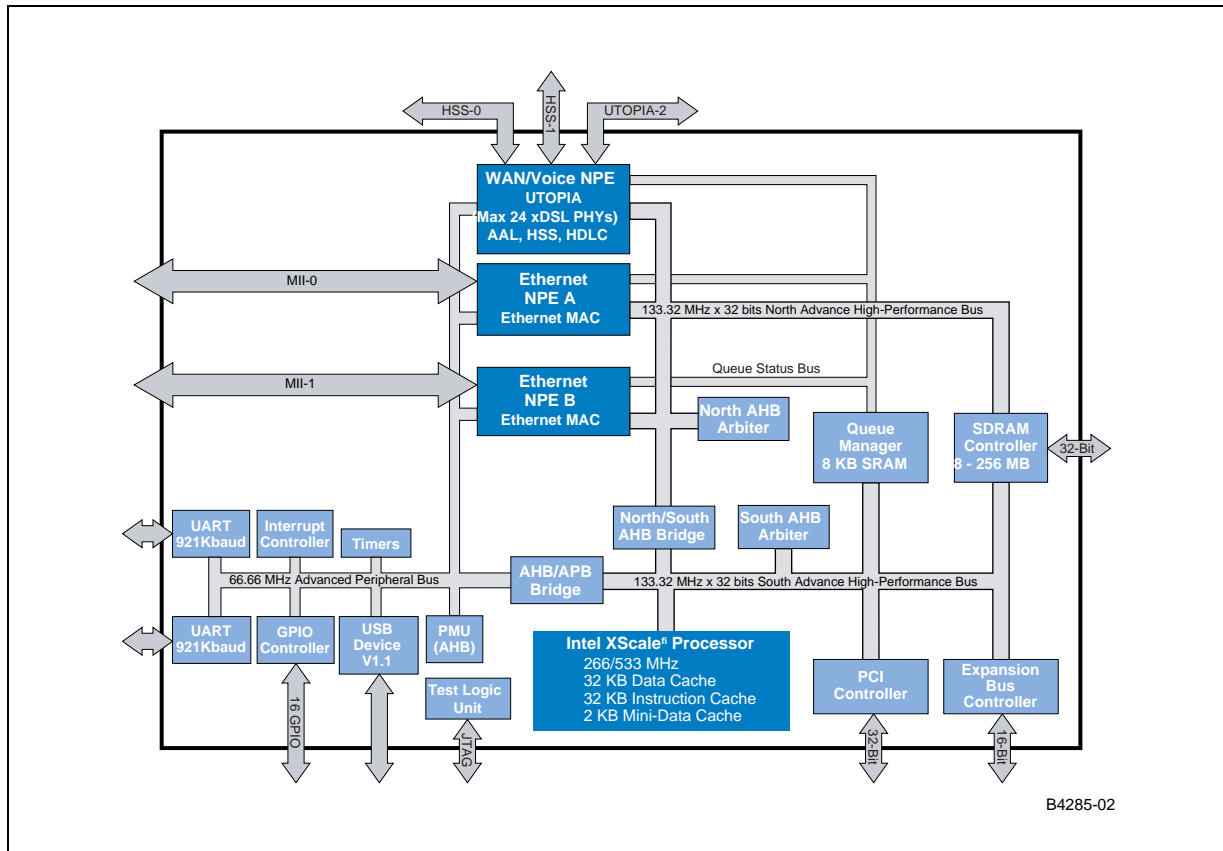 HSS-0
HSS-1
UTOPIA-2
WAN/Voice NPE
UTOPIA
(Max 24 xDSL PHYs)
AAL, HSS, HDLC
MII-0
Ethernet
NPE A
Ethernet MAC
133.32 MHz x 32 bits North Advance High-Performance Bus
MII-1
Ethernet
NPE B
Ethernet MAC
Queue Status Bus
North AHB
Arbiter
Queue
Manager
8 KB SRAM
SDRAM
Controller
8 - 256 MB
32-Bit
UART
921Kbaud
Interrupt
Controller
Timers
North/South
AHB Bridge
South AHB
Arbiter
66.66 MHz Advanced Peripheral Bus
AHB/APB
Bridge
133.32 MHz x 32 bits South Advance High-Performance Bus
UART
921Kbaud
GPIO
Controller
USB
Device
V1.1
PMU
(AHB)
Test Logic
Unit
Intel XScaleﬁ Processor
266/533 MHz
32 KB Data Cache
32 KB Instruction Cache
2 KB Mini-Data Cache
PCI
Controller
Expansion
Bus
Controller
16 GPIO
JTAG
32-Bit
16-Bit
B4285-02